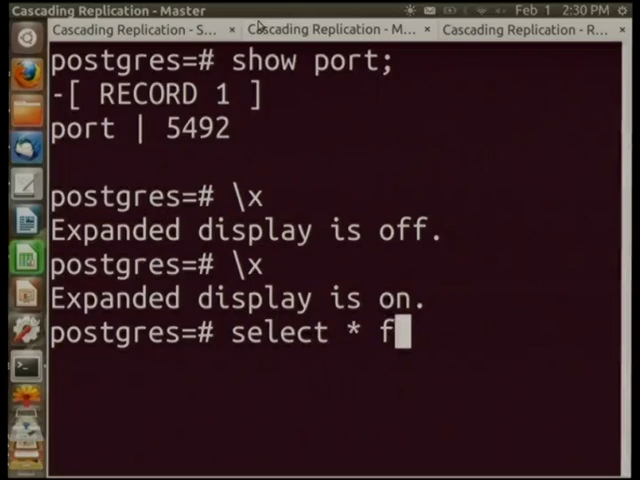 Cascading Replication - Master
Feb 1
2:30 PM
Cascading Replication - S... ×
Cascading Replication - M... ×
Cascading Replication - R... ×
postgres=# show port;
-[ RECORD 1 ]
port | 5492
postgres=# \x
Expanded display is off.
postgres=# \x
Expanded display is on.
postgres=# select * f